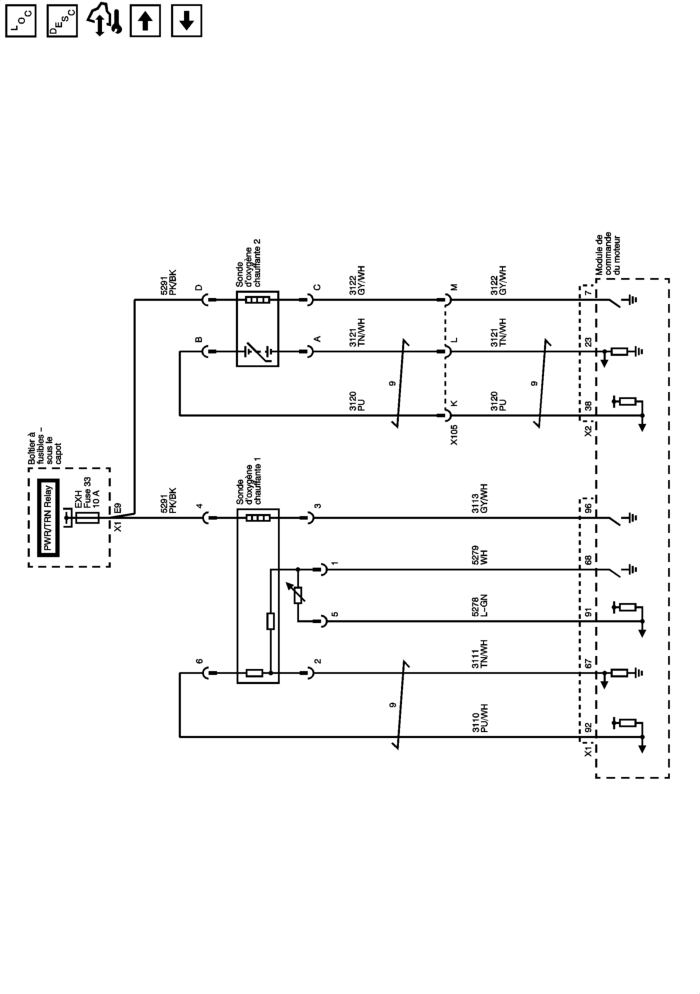 LOC
DESC
Boîtier à
fusibles –
sous le
capot
PWR/TRN Relay
EXH
Fuse 33
10 A
E9
X1
5291
PK/BK
D
B
Sonde
d'oxygène
chauffante 2
C
A
3122
GY/WH
3121
TN/WH
3120
PU
9
M
L
K
X105
3122
GY/WH
3121
TN/WH
3120
PU
9
7
23
38
X2
Module de
commande
du moteur
5291
PK/BK
4
6
Sonde
d'oxygène
chauffante 1
3
1
5
2
9
3113
GY/WH
5279
WH
5278
L-GN
3111
TN/WH
3110
PU/WH
96
68
91
67
92
X1